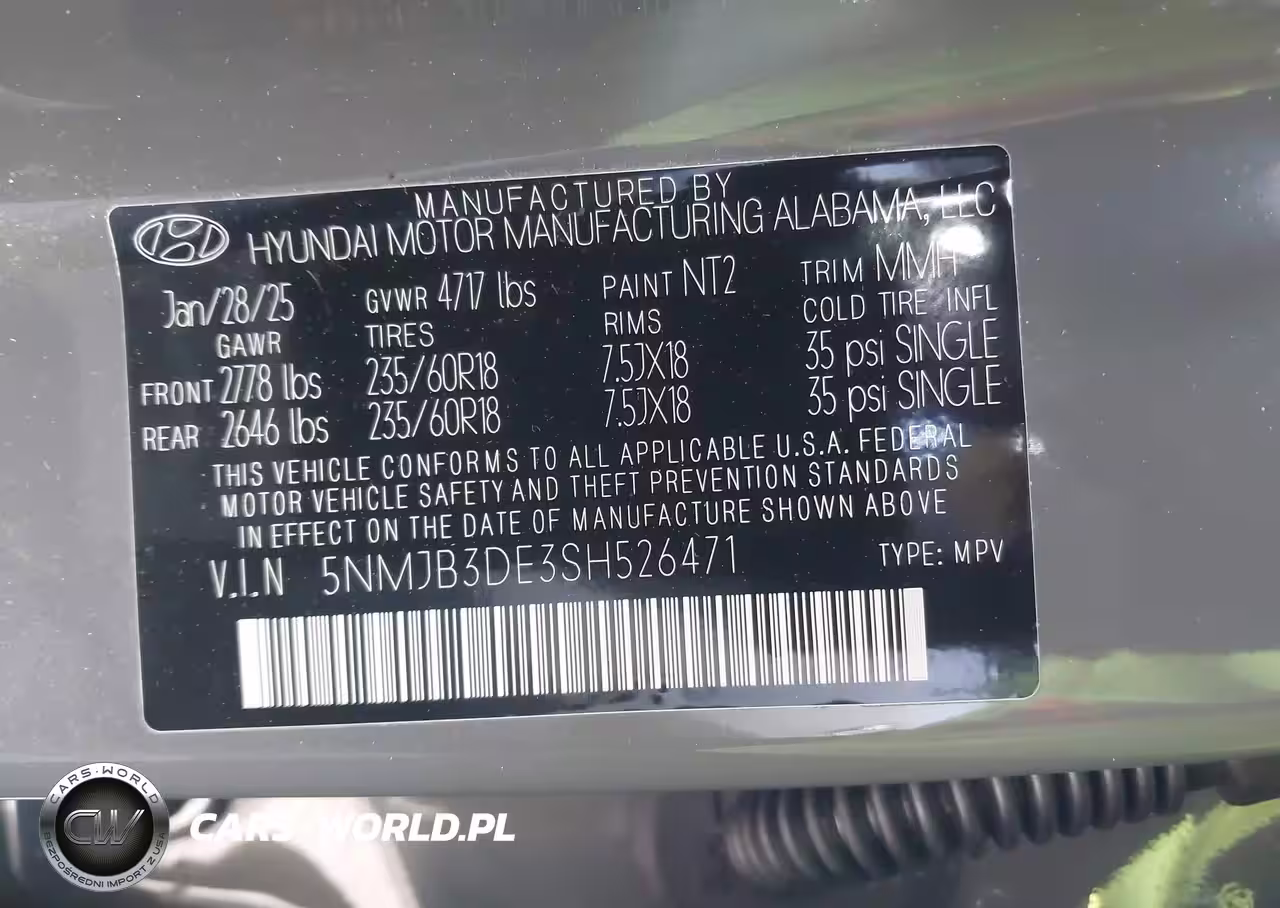 MANUFACTURED BY
HYUNDAI MOTOR MANUFACTURING ALABAMA, LLC
Jan/28/25 GVWR 4717 lbs PAINT NT2 TRIM MMH
GAWR TIRES RIMS COLD TIRE INFL
FRONT 2778 lbs 235/60R18 7.5JX18 35 psi SINGLE
REAR 2646 lbs 235/60R18 7.5JX18 35 psi SINGLE
THIS VEHICLE CONFORMS TO ALL APPLICABLE U.S.A. FEDERAL
MOTOR VEHICLE SAFETY AND THEFT PREVENTION STANDARDS
IN EFFECT ON THE DATE OF MANUFACTURE SHOWN ABOVE
V.I.N 5NMJB3DE3SH526471 TYPE: MPV
CARS-WORLD
CW
BEZPOŚREDNI IMPORT Z USA
CARS-WORLD.PL